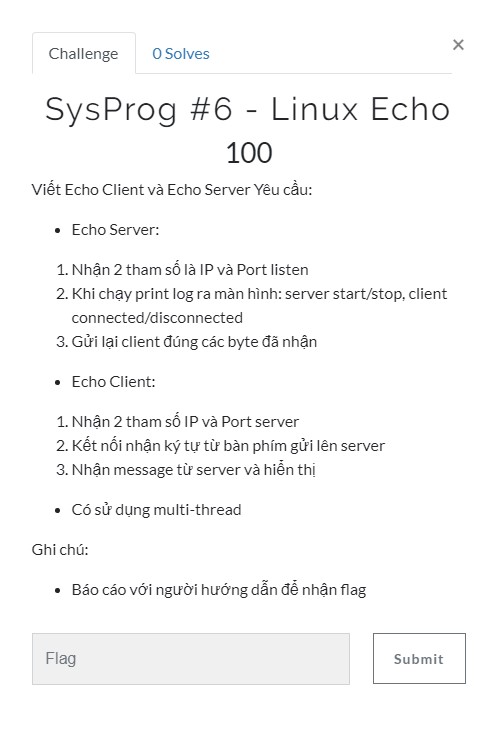 Challenge
0 Solves
×
SysProg #6 - Linux Echo
100
Viết Echo Client và Echo Server Yêu cầu:
• Echo Server:
1. Nhận 2 tham số là IP và Port listen
2. Khi chạy print log ra màn hình: server start/stop, client
connected/disconnected
3. Gửi lại client đúng các byte đã nhận
• Echo Client:
1. Nhận 2 tham số IP và Port server
2. Kết nối nhận ký tự từ bàn phím gửi lên server
3. Nhận message từ server và hiển thị
• Có sử dụng multi-thread
Ghi chú:
• Báo cáo với người hướng dẫn để nhận flag
Flag
Submit